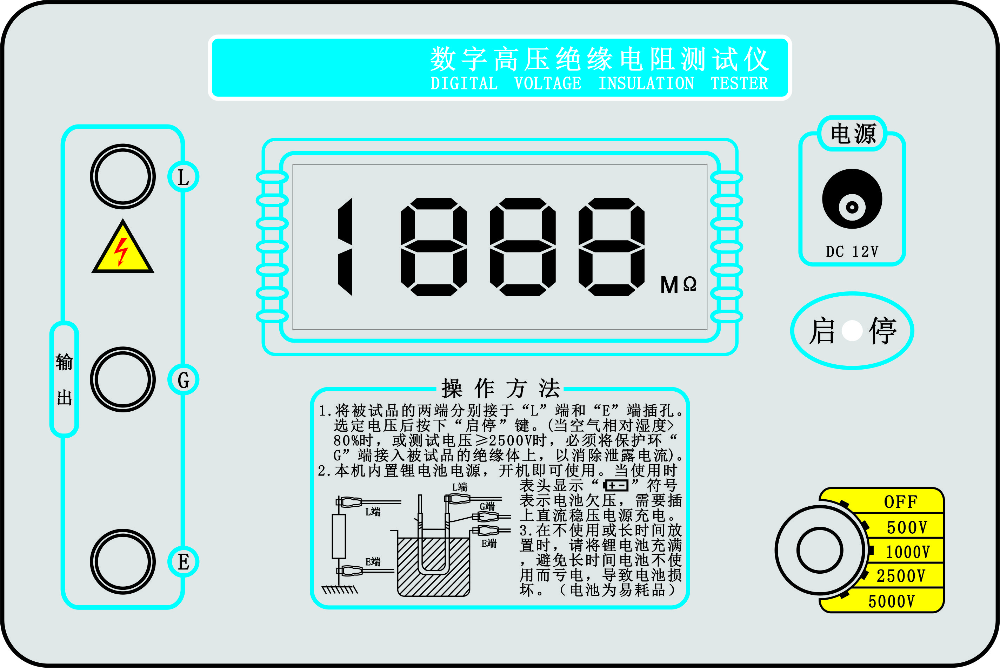 数字高压绝缘电阻测试仪
DIGITAL VOLTAGE INSULATION TESTER
电源
L
1888
MΩ
DC 12V
启 停
输出
G
操作方法
1.将被试品的两端分别接于“L”端和“E”端插孔。
选定电压后按下“启停”键。(当空气相对湿度>
80%时，或测试电压≥2500V时，必须将保护环“
G”端接入被试品的绝缘体上，以消除泄露电流)。
2.本机内置锂电池电源，开机即可使用。当使用时
表头显示“+ -”符号
表示电池欠压，需要插
上直流稳压电源充电。
3.在不使用或长时间放
置时，请将锂电池充满
，避免长时间电池不使
用而亏电，导致电池损
坏。（电池为易耗品）
L端
L端
G端
E端
E端
E
OFF
500V
1000V
2500V
5000V